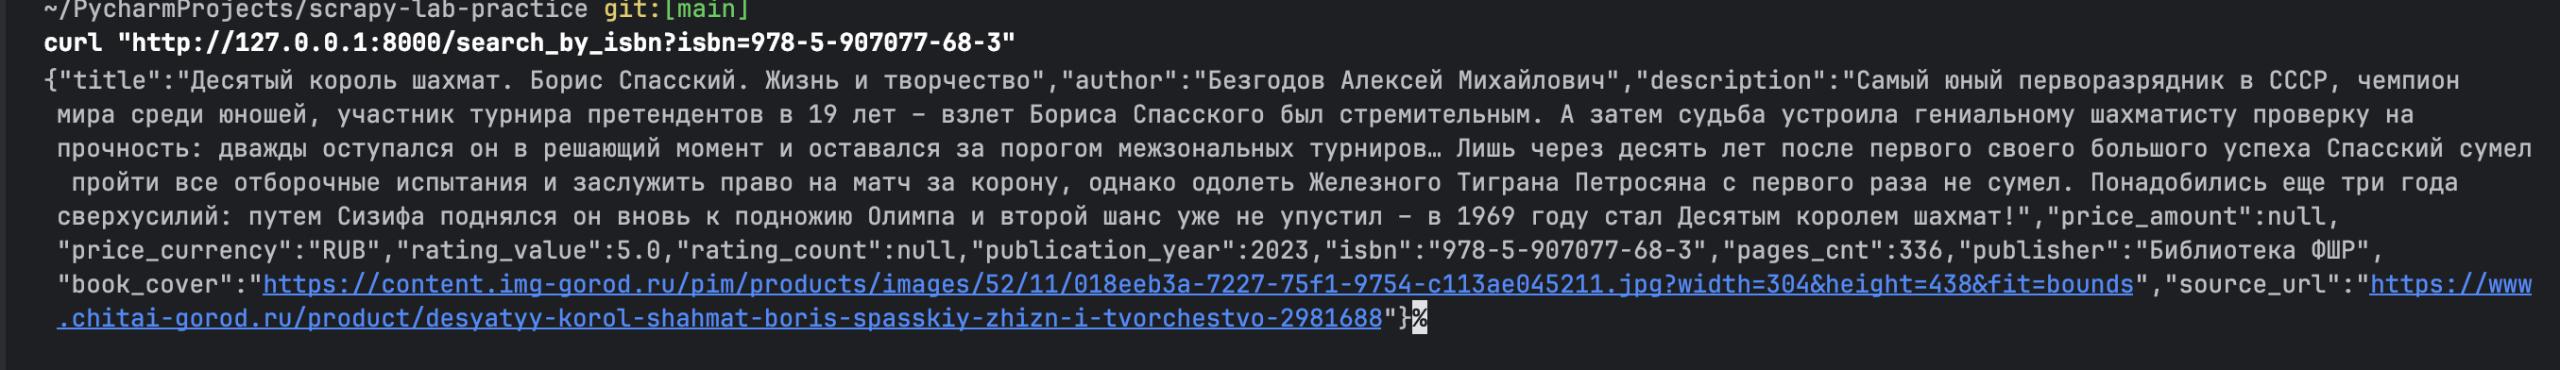 ~/PycharmProjects/scrapy-lab-practice git:[main]
curl "http://127.0.0.1:8000/search_by_isbn?isbn=978-5-907077-68-3"
{"title":"Десятый король шахмат. Борис Спасский. Жизнь и творчество","author":"Безгодов Алексей Михайлович","description":"Самый юный перворазрядник в СССР, чемпион
мира среди юношей, участник турнира претендентов в 19 лет – взлет Бориса Спасского был стремительным. А затем судьба устроила гениальному шахматисту проверку на
прочность: дважды оступался он в решающий момент и оставался за порогом межзональных турниров… Лишь через десять лет после первого своего большого успеха Спасский сумел
пройти все отборочные испытания и заслужить право на матч за корону, однако одолеть Железного Тиграна Петросяна с первого раза не сумел. Понадобились еще три года
сверхусилий: путем Сизифа поднялся он вновь к подножию Олимпа и второй шанс уже не упустил – в 1969 году стал Десятым королем шахмат!","price_amount":null,
"price_currency":"RUB","rating_value":5.0,"rating_count":null,"publication_year":2023,"isbn":"978-5-907077-68-3","pages_cnt":336,"publisher":"Библиотека ФШР",
"book_cover":"https://content.img-gorod.ru/pim/products/images/52/11/018eeb3a-7227-75f1-9754-c113ae045211.jpg?width=304&height=438&fit=bounds","source_url":"https://www
.chitai-gorod.ru/product/desyatyy-korol-shahmat-boris-spasskiy-zhizn-i-tvorchestvo-2981688"}%